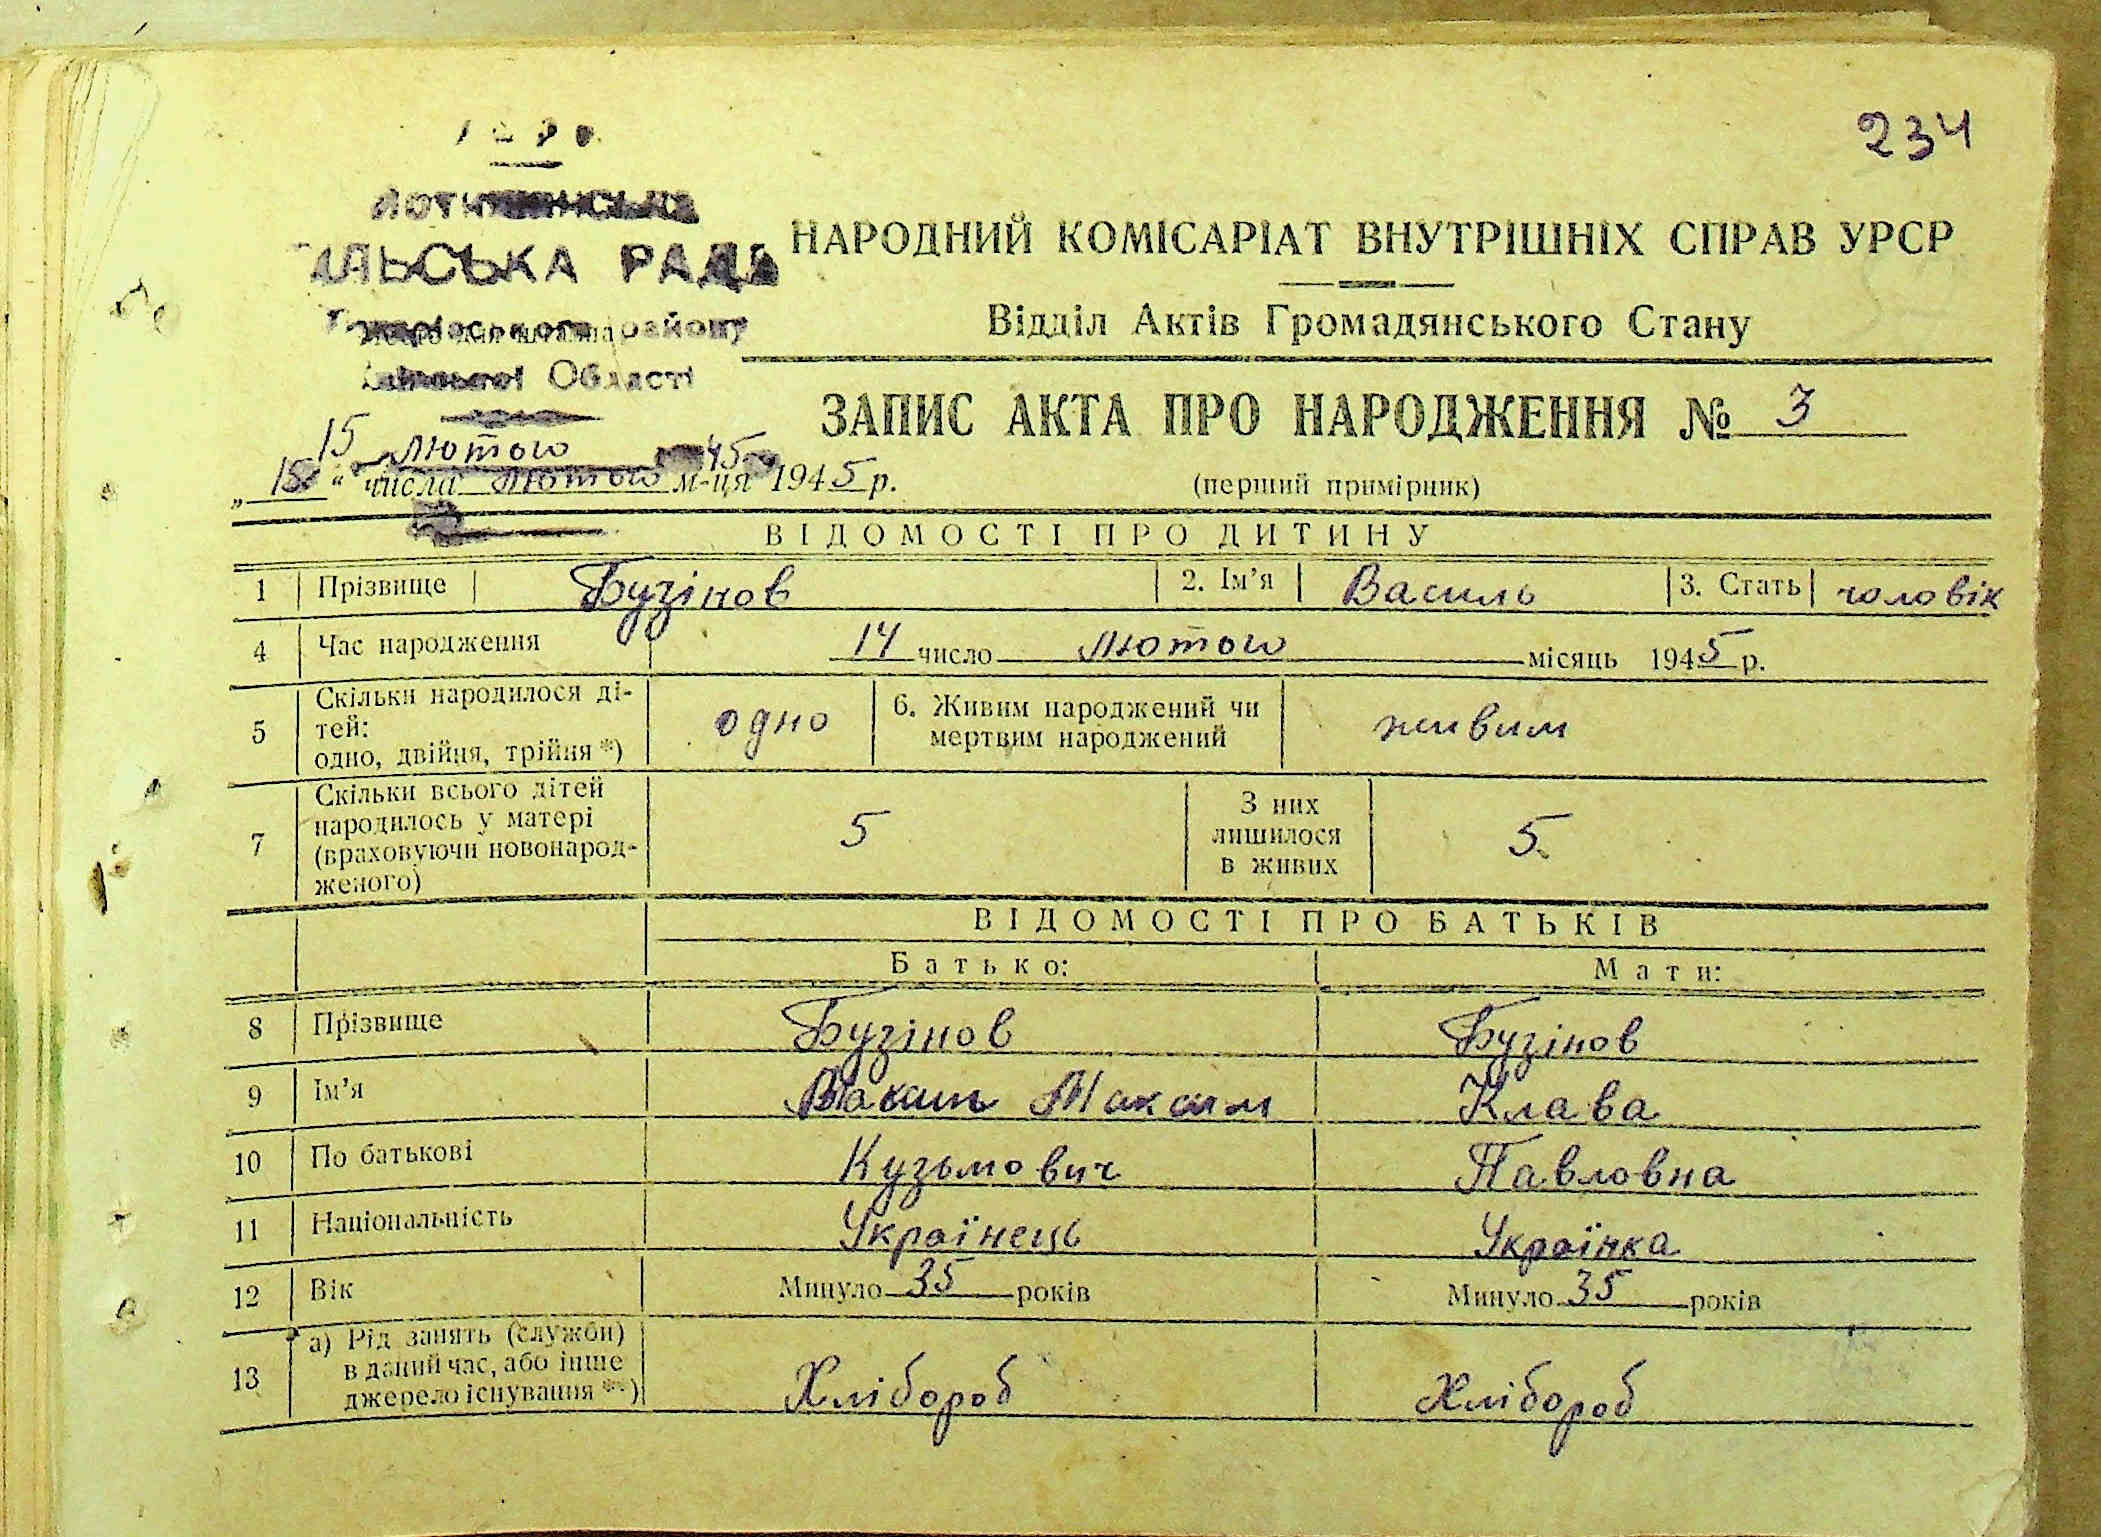 234
СІЛЬСЬКА РАДА
Області
НАРОДНИЙ КОМІСАРІАТ ВНУТРІШНІХ СПРАВ УРСР
Відділ Актів Громадянського Стану
ЗАПИС АКТА ПРО НАРОДЖЕННЯ № 3
15 Лютого 45
„15“ числа Лютого м-ця 1945 р.
(перший примірник)
ВІДОМОСТІ ПРО ДИТИНУ
1 Прізвище Бузінов 2. Ім’я Василь 3. Стать чоловік
4 Час народження 14 число Лютого місяць 1945 р.
5 Скільки народилося ді-
тей:
одно, двійня, трійня *) одно 6. Живим народжений чи
мертвим народжений живим
7 Скільки всього дітей
народилось у матері
(враховуючи новонарод-
женого) 5 З них
лишилося
в живих 5
ВІДОМОСТІ ПРО БАТЬКІВ
Батько: Мати:
8 Прізвище Бузінов Бузінов
9 Ім’я Максим Клава
10 По батькові Кузьмович Павловна
11 Національність Українець Українка
12 Вік Минуло 35 років Минуло 35 років
13 а) Рід занять (служби)
в даний час, або інше
джерело існування **) Хлібороб Хлібороб